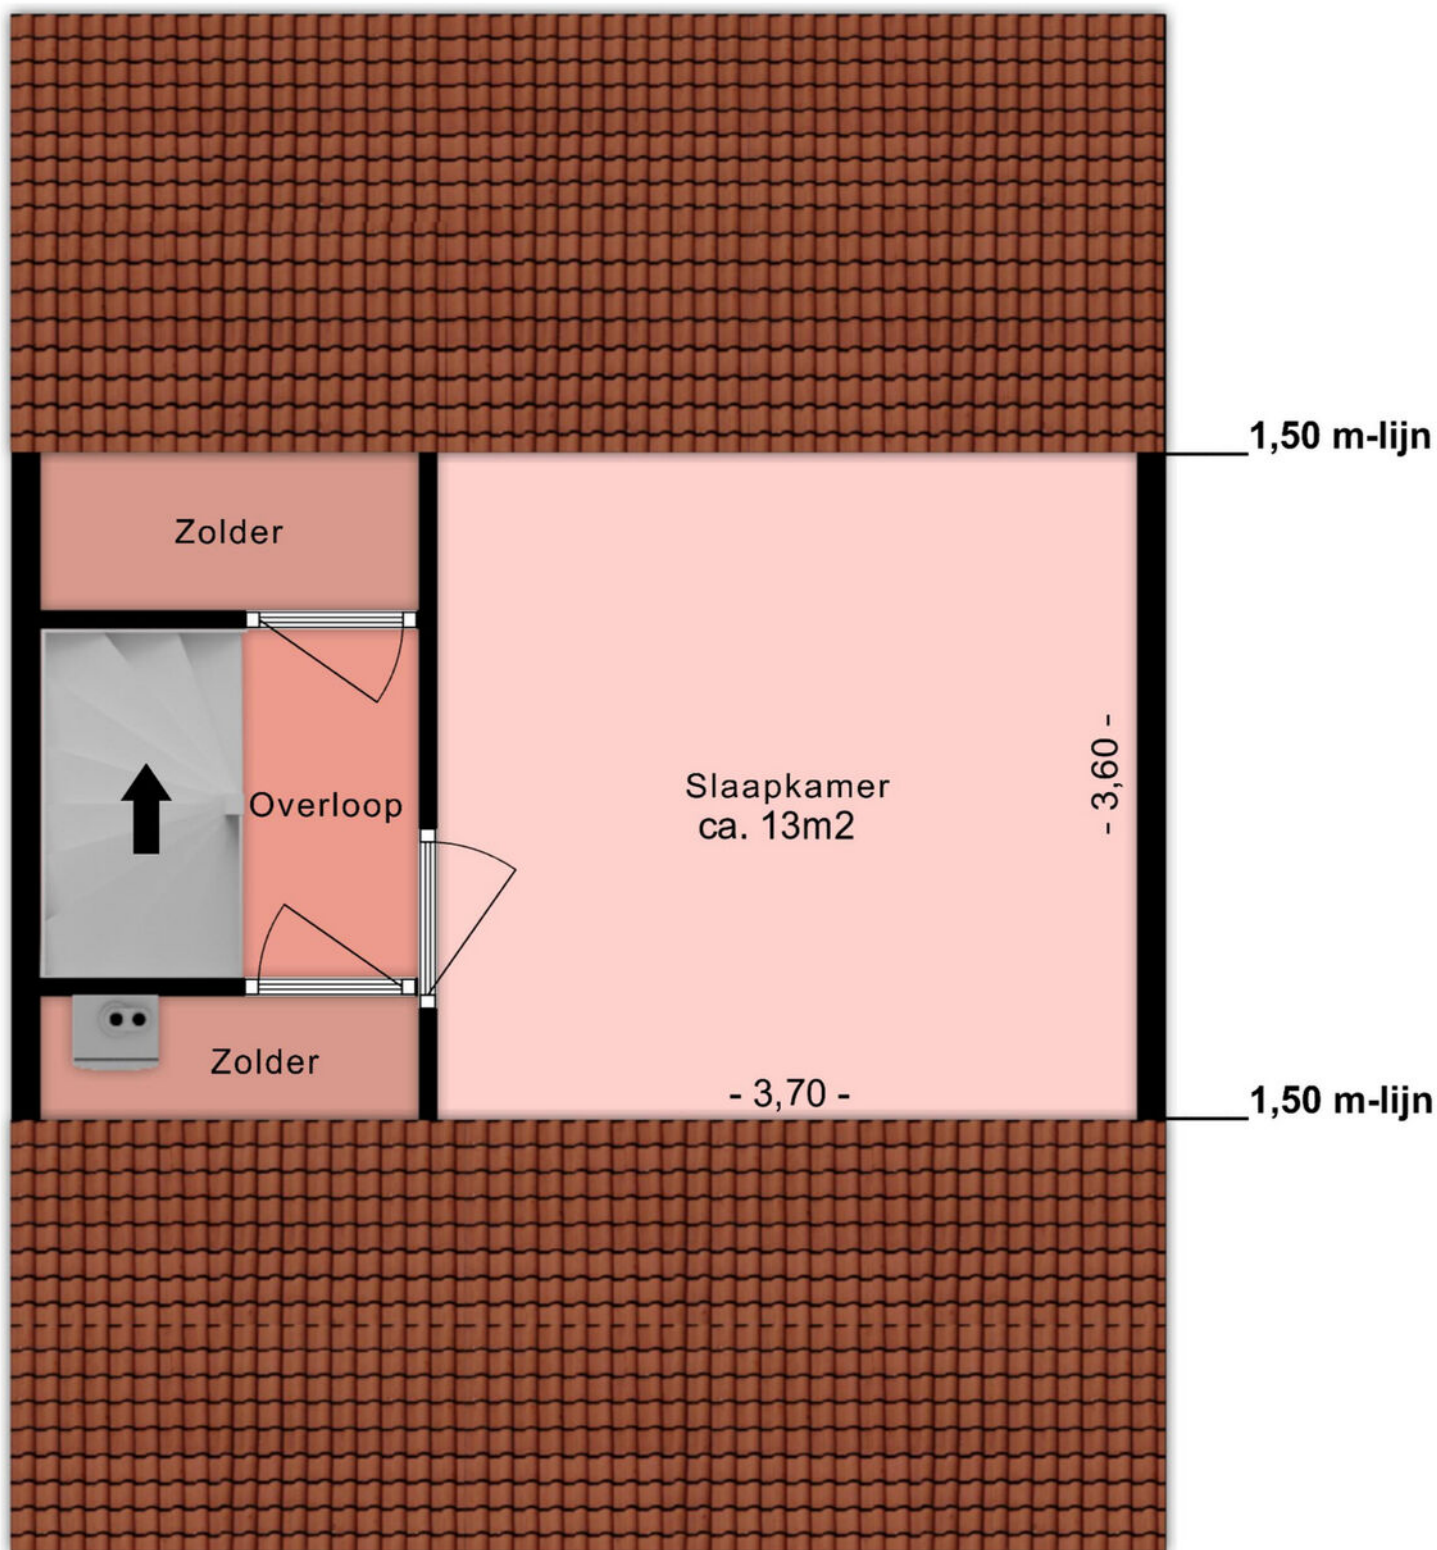 1,50 m-lijn
Zolder
- 3,60 -
Slaapkamer
ca. 13m2
Overloop
Zolder
- 3,70 -
1,50 m-lijn